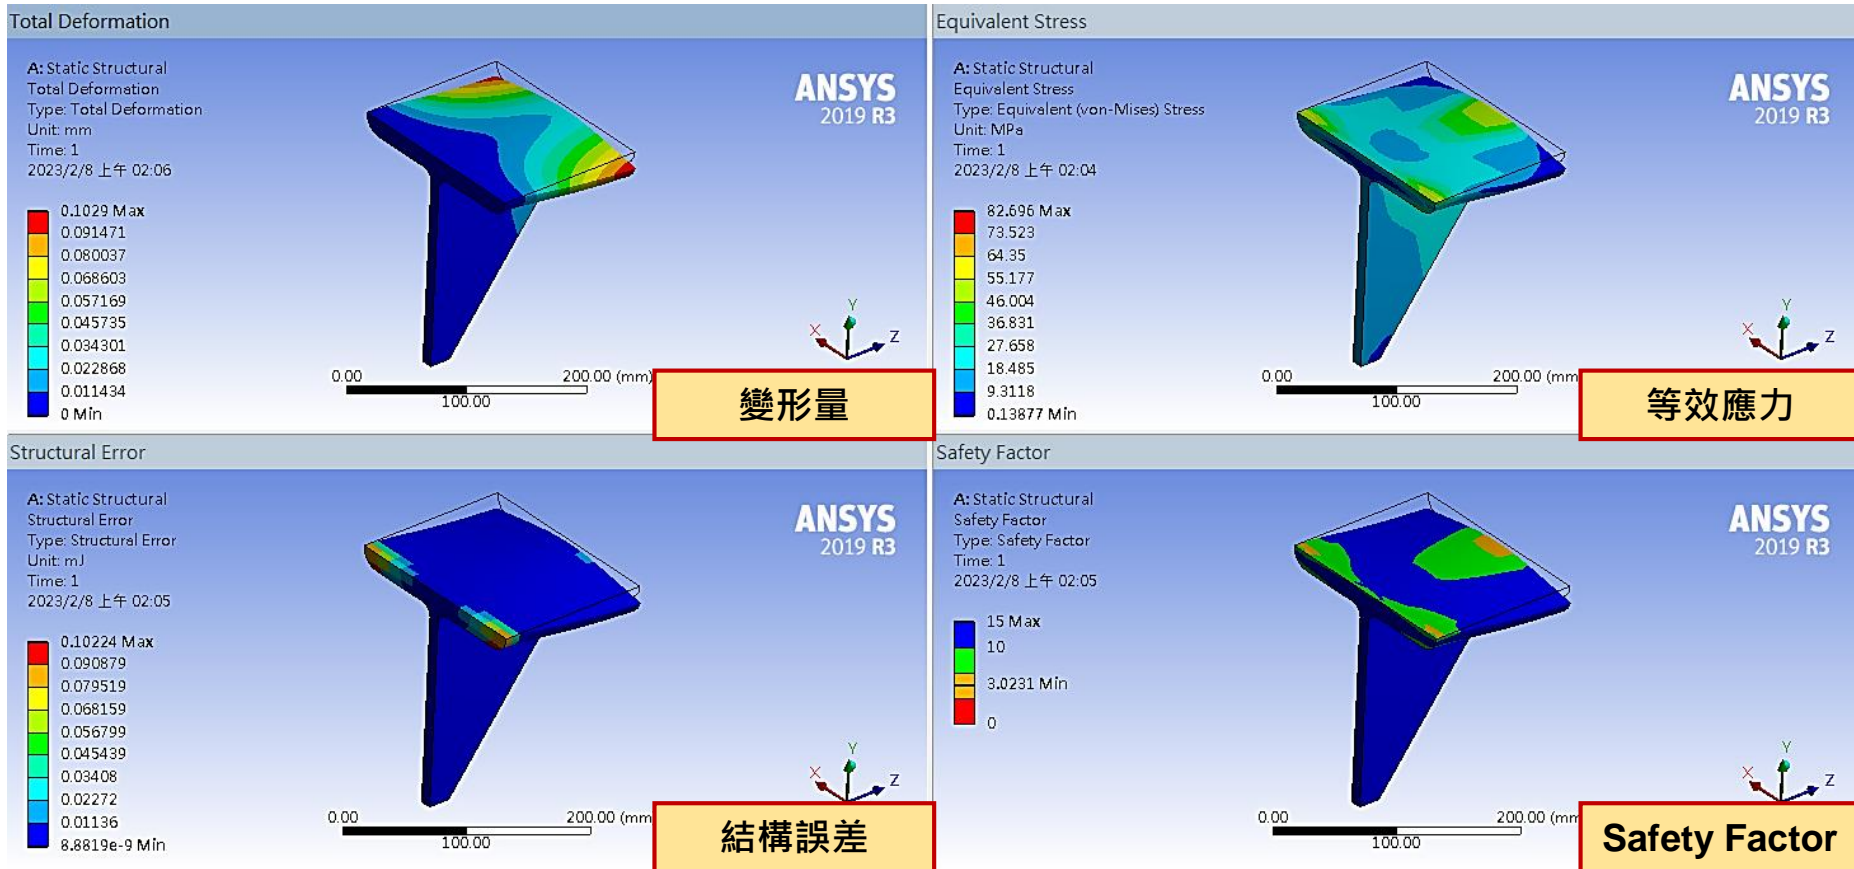 Total Deformation
A: Static Structural
Total Deformation
Type: Total Deformation
Unit: mm
Time: 1
2023/2/8 上午 02:06
0.1029 Max
0.091471
0.080037
0.068603
0.057169
0.045735
0.034301
0.022868
0.011434
0 Min
ANSYS
2019 R3
Y
X
Z
0.00
200.00 (mm)
100.00
變形量
Equivalent Stress
A: Static Structural
Equivalent Stress
Type: Equivalent (von-Mises) Stress
Unit: MPa
Time: 1
2023/2/8 上午 02:04
82.696 Max
73.523
64.35
55.177
46.004
36.831
27.658
18.485
9.3118
0.13877 Min
ANSYS
2019 R3
Y
X
Z
0.00
200.00 (mm
100.00
等效應力
Structural Error
A: Static Structural
Structural Error
Type: Structural Error
Unit: mJ
Time: 1
2023/2/8 上午 02:05
0.10224 Max
0.090879
0.079519
0.068159
0.056799
0.045439
0.03408
0.02272
0.01136
8.8819e-9 Min
ANSYS
2019 R3
Y
X
Z
0.00
200.00 (mm
100.00
結構誤差
Safety Factor
A: Static Structural
Safety Factor
Type: Safety Factor
Time: 1
2023/2/8 上午 02:05
15 Max
10
3.0231 Min
0
ANSYS
2019 R3
Y
X
Z
0.00
200.00 (mm
100.00
Safety Factor